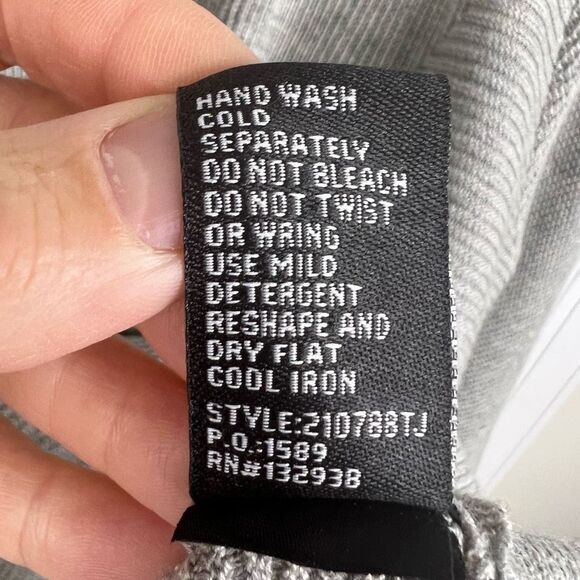 HAND WASH
COLD
SEPARATELY
DO NOT BLEACH
DO NOT TWIST
OR WRING
USE MILD
DETERGENT
RESHAPE AND
DRY FLAT
COOL IRON
STYLE:210788TJ
P.O.:1589
RN#132938